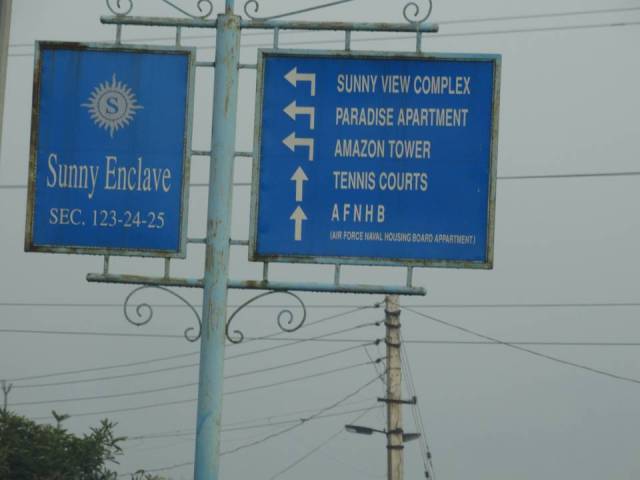 S
Sunny Enclave
SEC. 123-24-25
SUNNY VIEW COMPLEX
PARADISE APARTMENT
AMAZON TOWER
TENNIS COURTS
AFNHB
(AIR FORCE NAVAL HOUSING BOARD APPARTMENT)